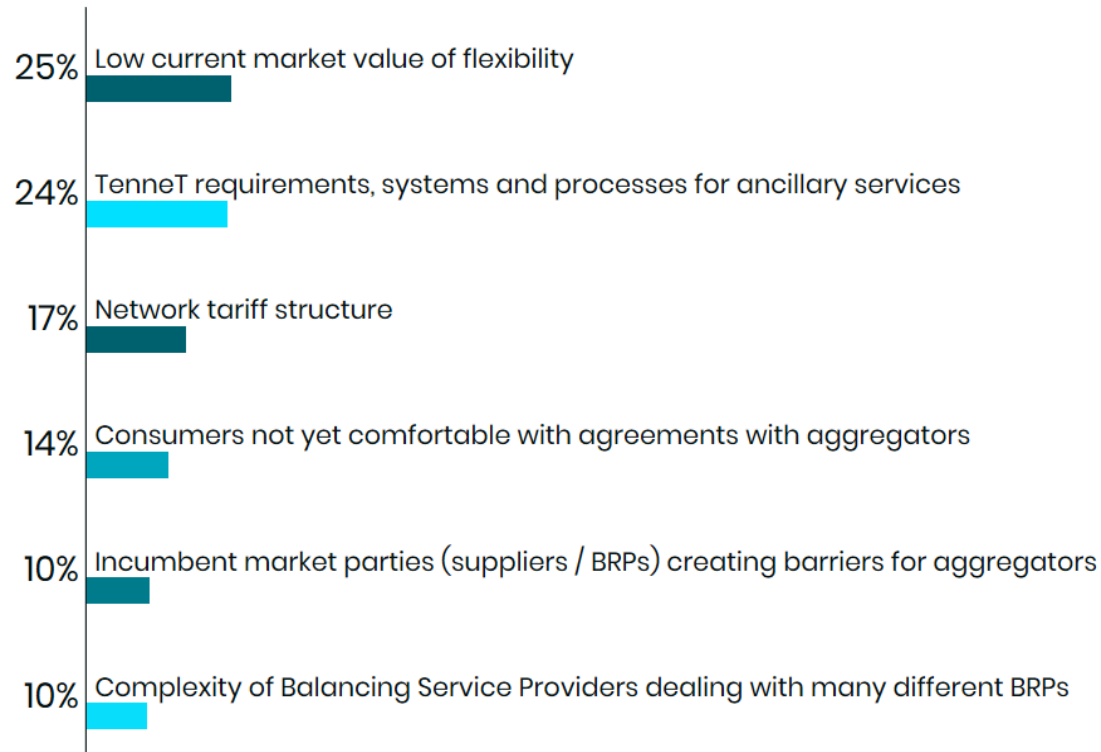 25% Low current market value of flexibility
24% TenneT requirements, systems and processes for ancillary services
17% Network tariff structure
14% Consumers not yet comfortable with agreements with aggregators
10% Incumbent market parties (suppliers / BRPs) creating barriers for aggregators
10% Complexity of Balancing Service Providers dealing with many different BRPs